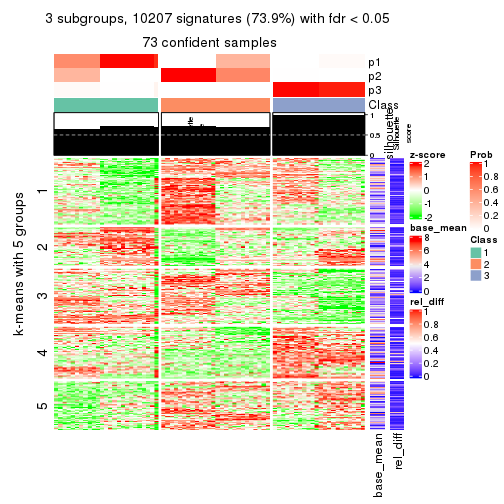 3 subgroups, 10207 signatures (73.9%) with fdr < 0.05
73 confident samples
p1
p2
p3
Class
1
0.5
0
silhouette
Silhouette
score
k-means with 5 groups
1
2
3
4
5
base_mean
rel_diff
z-score
2
1
0
-1
-2
base_mean
8
6
4
2
0
rel_diff
1
0.8
0.6
0.4
0.2
0
Prob
1
0.8
0.6
0.4
0.2
0
Class
1
2
3